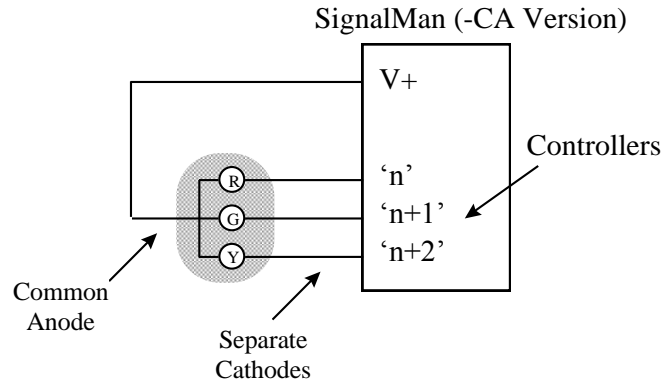 SignalMan (-CA Version)
V+
Controllers
R
‘n’
G
‘n+1’
Y
‘n+2’
Common
Anode
Separate
Cathodes